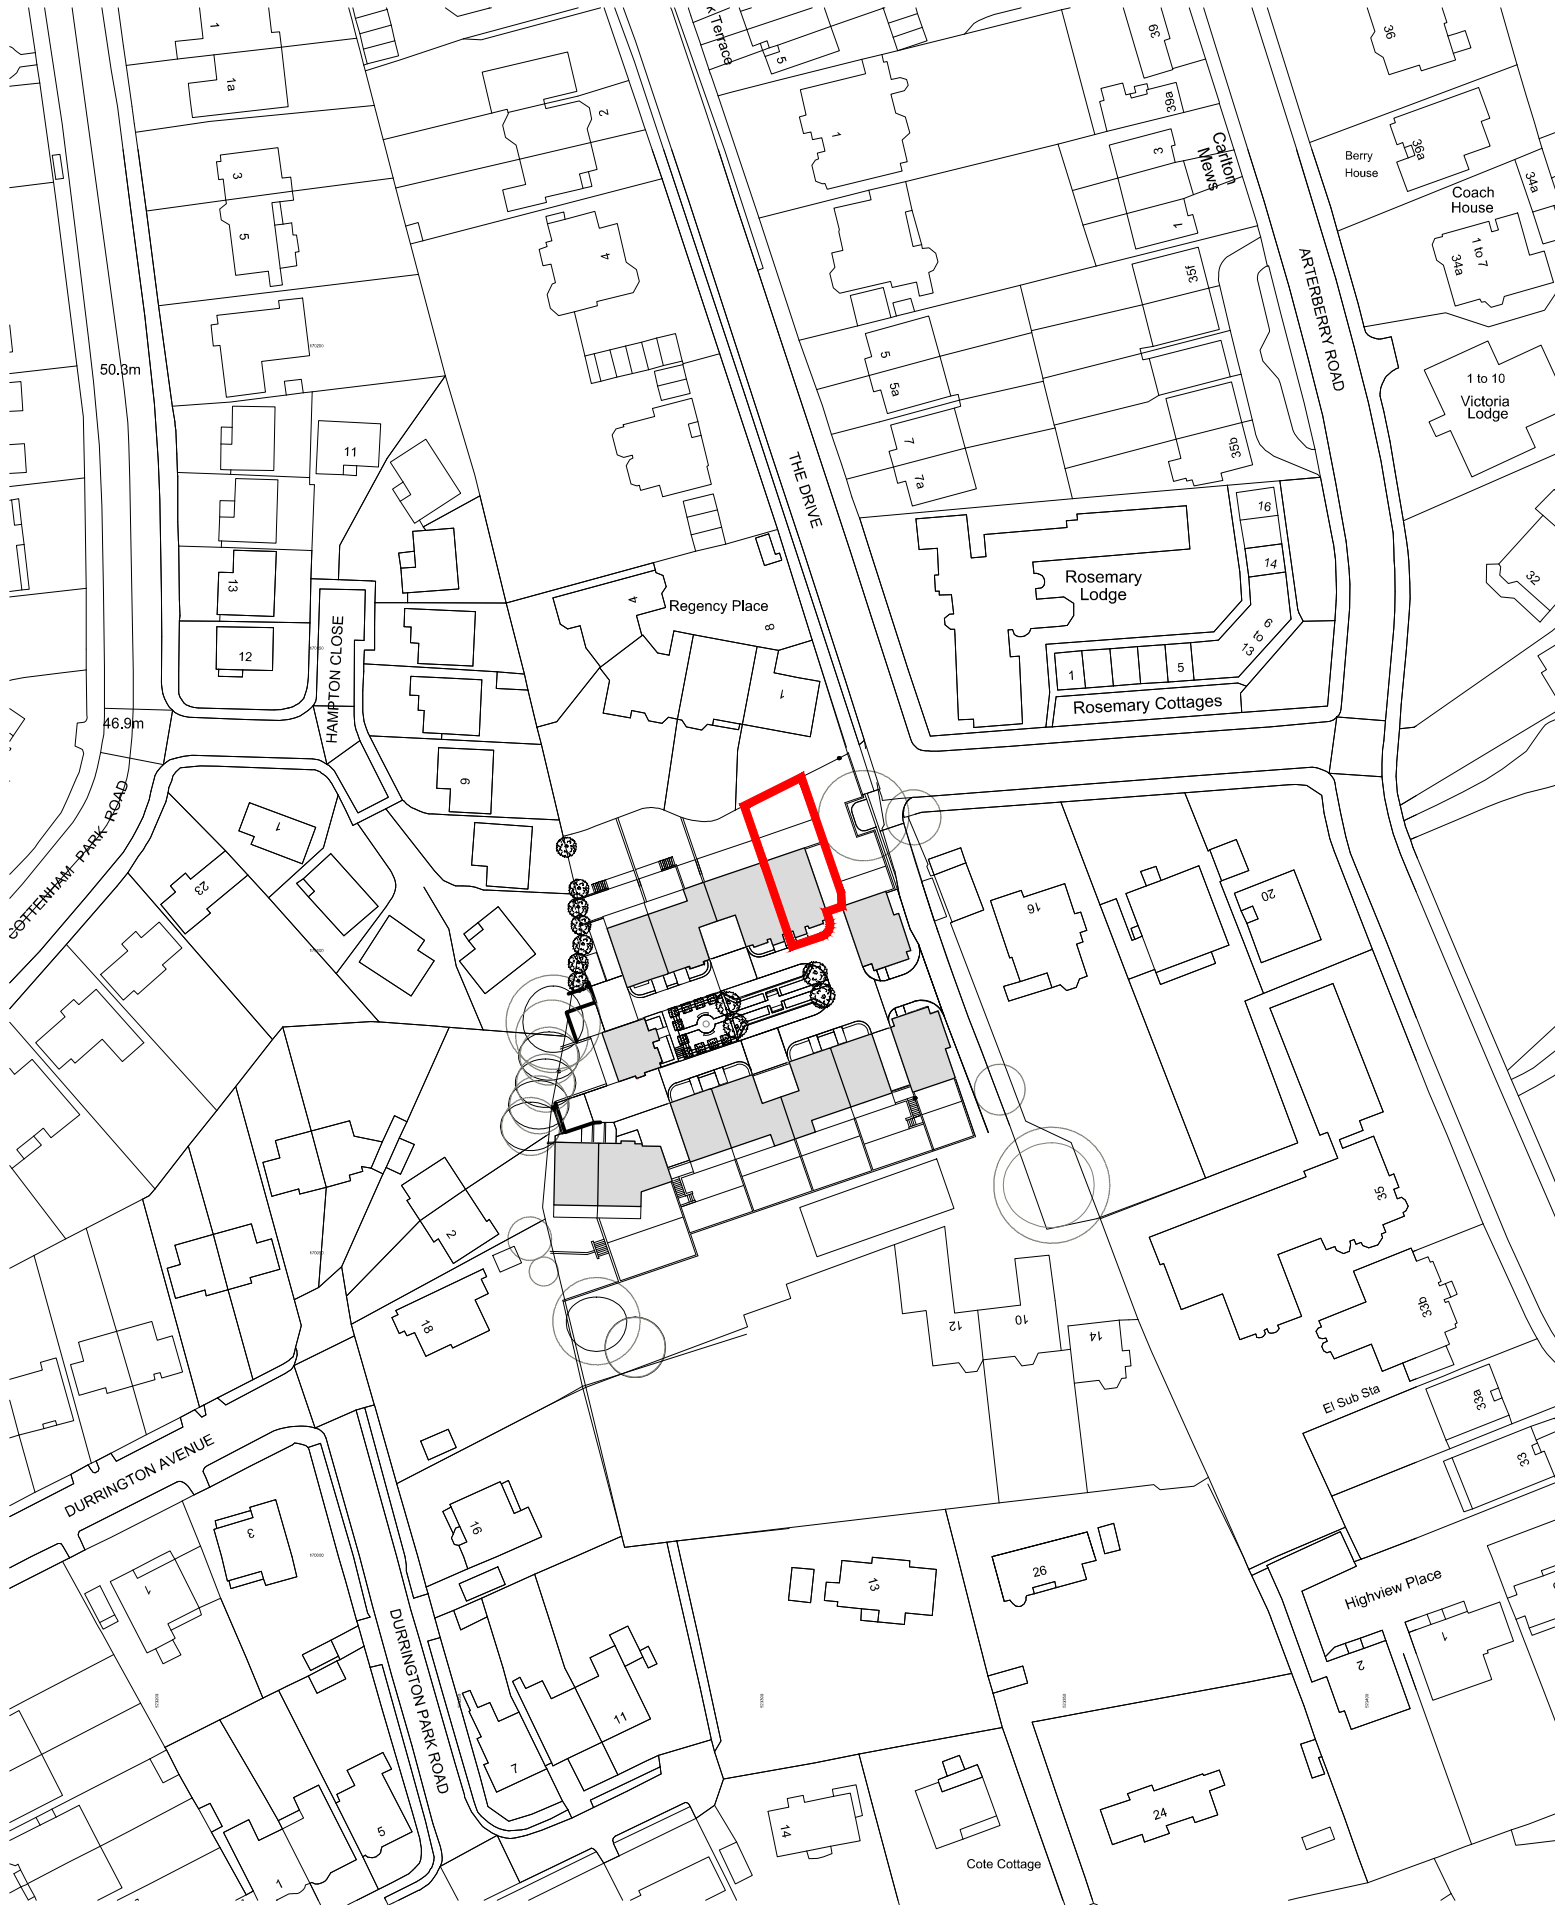 1
1a
3
5
50.3m
46.9m
11
13
12
HAMPTON CLOSE
6
1
23
COTTENHAM PARK ROAD
2
4
k Terrace
5
1
THE DRIVE
4
Regency Place
8
1
5
5a
7
7a
39
39a
3
Carlton
Mews
1
35f
35b
ARTERBERRY ROAD
36
36a
Berry
House
34a
Coach
House
1 to 7
34a
1 to 10
Victoria
Lodge
32
16
14
Rosemary
Lodge
6
5
13
1
5
Rosemary Cottages
16
20
35
33b
El Sub Sta
33a
33
2
18
12
10
14
DURRINGTON AVENUE
3
1
16
DURRINGTON PARK ROAD
7
11
5
1
13
26
Highview Place
1
2
14
Cote Cottage
24